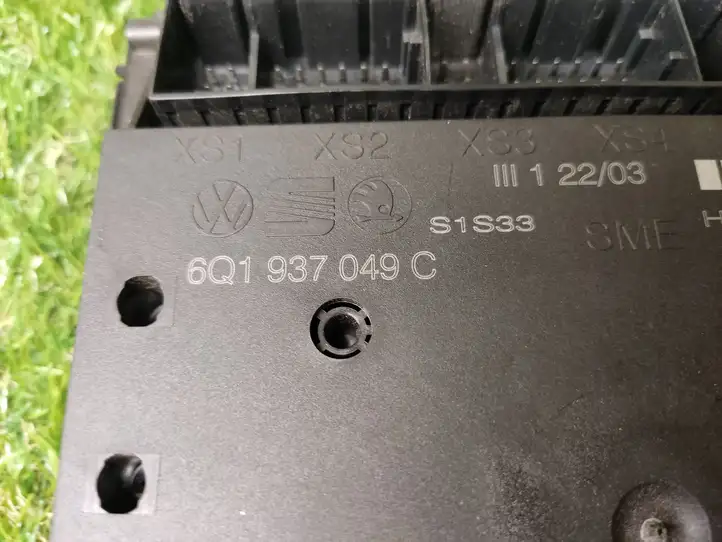 XS1 XS2 XS3 XS4
III 1 22/03
S1S33
SME
6Q1 937 049 C